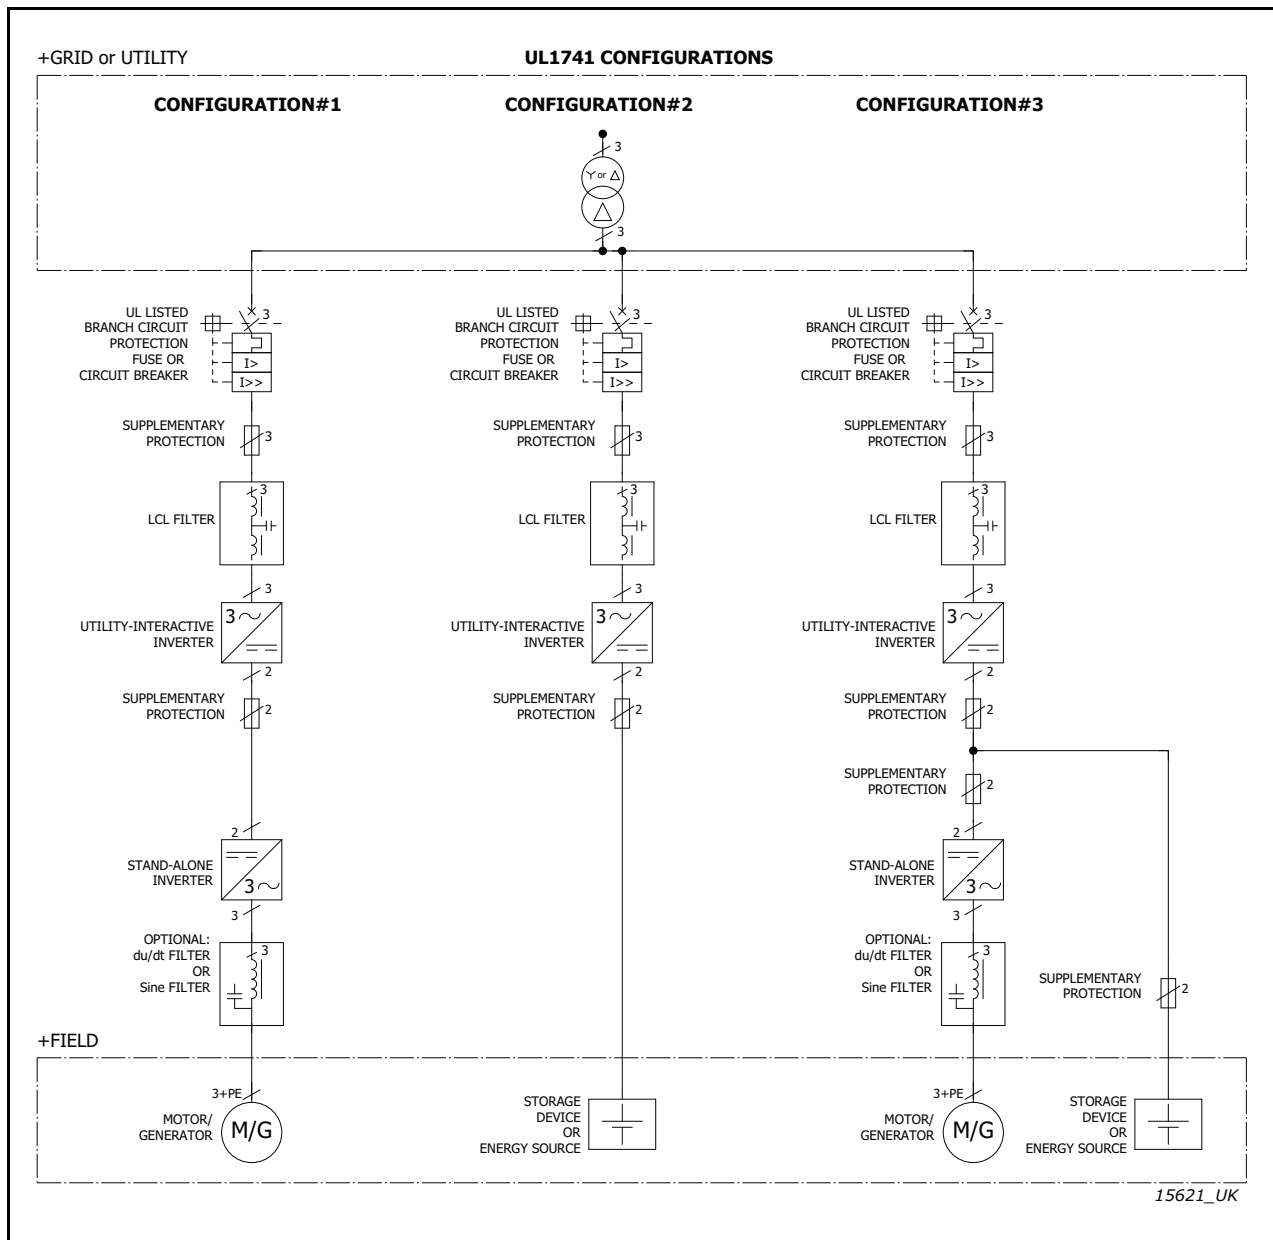 +GRID or UTILITY
UL1741 CONFIGURATIONS
CONFIGURATION#1
CONFIGURATION#2
CONFIGURATION#3
3
Y or Δ
Δ
3
UL LISTED
BRANCH CIRCUIT
PROTECTION
FUSE OR
CIRCUIT BREAKER
3
I>
I>>
SUPPLEMENTARY
PROTECTION
3
LCL FILTER
3
3
UTILITY-INTERACTIVE
INVERTER
3
2
SUPPLEMENTARY
PROTECTION
2
2
STAND-ALONE
INVERTER
3
3
OPTIONAL:
du/dt FILTER
OR
Sine FILTER
3
UL LISTED
BRANCH CIRCUIT
PROTECTION
FUSE OR
CIRCUIT BREAKER
3
I>
I>>
SUPPLEMENTARY
PROTECTION
3
LCL FILTER
3
3
UTILITY-INTERACTIVE
INVERTER
3
2
SUPPLEMENTARY
PROTECTION
2
UL LISTED
BRANCH CIRCUIT
PROTECTION
FUSE OR
CIRCUIT BREAKER
3
I>
I>>
SUPPLEMENTARY
PROTECTION
3
LCL FILTER
3
3
UTILITY-INTERACTIVE
INVERTER
3
2
SUPPLEMENTARY
PROTECTION
2
SUPPLEMENTARY
PROTECTION
2
2
STAND-ALONE
INVERTER
3
3
OPTIONAL:
du/dt FILTER
OR
Sine FILTER
3
SUPPLEMENTARY
PROTECTION
2
+FIELD
3+PE
MOTOR/
GENERATOR
M/G
STORAGE
DEVICE
OR
ENERGY SOURCE
3+PE
MOTOR/
GENERATOR
M/G
STORAGE
DEVICE
OR
ENERGY SOURCE
15621_UK